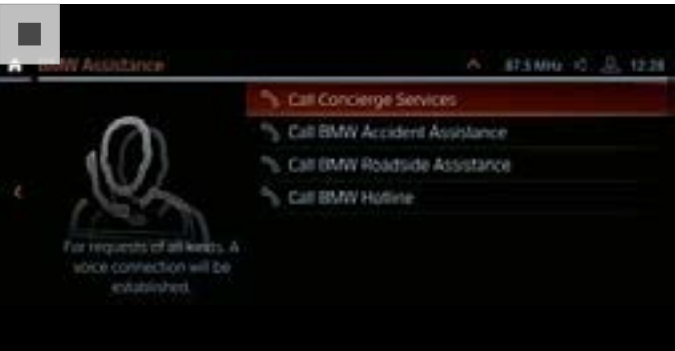 BMW Assistance
87.5 MHz 12:28
Call Concierge Services
Call BMW Accident Assistance
Call BMW Roadside Assistance
Call BMW Hotline
For requests of all kinds. A
voice connection will be
established.